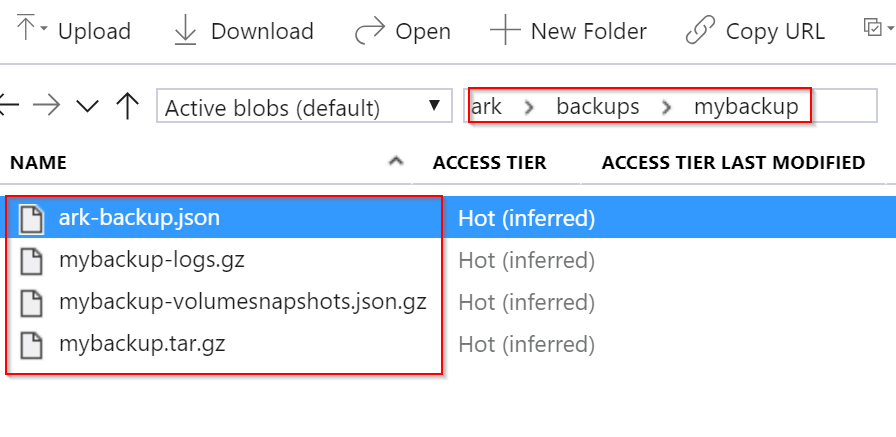 Upload Download Open New Folder Copy URL
Active blobs (default) ark backups mybackup
NAME ACCESS TIER ACCESS TIER LAST MODIFIED
ark-backup.json Hot (inferred)
mybackup-logs.gz Hot (inferred)
mybackup-volumesnapshots.json.gz Hot (inferred)
mybackup.tar.gz Hot (inferred)